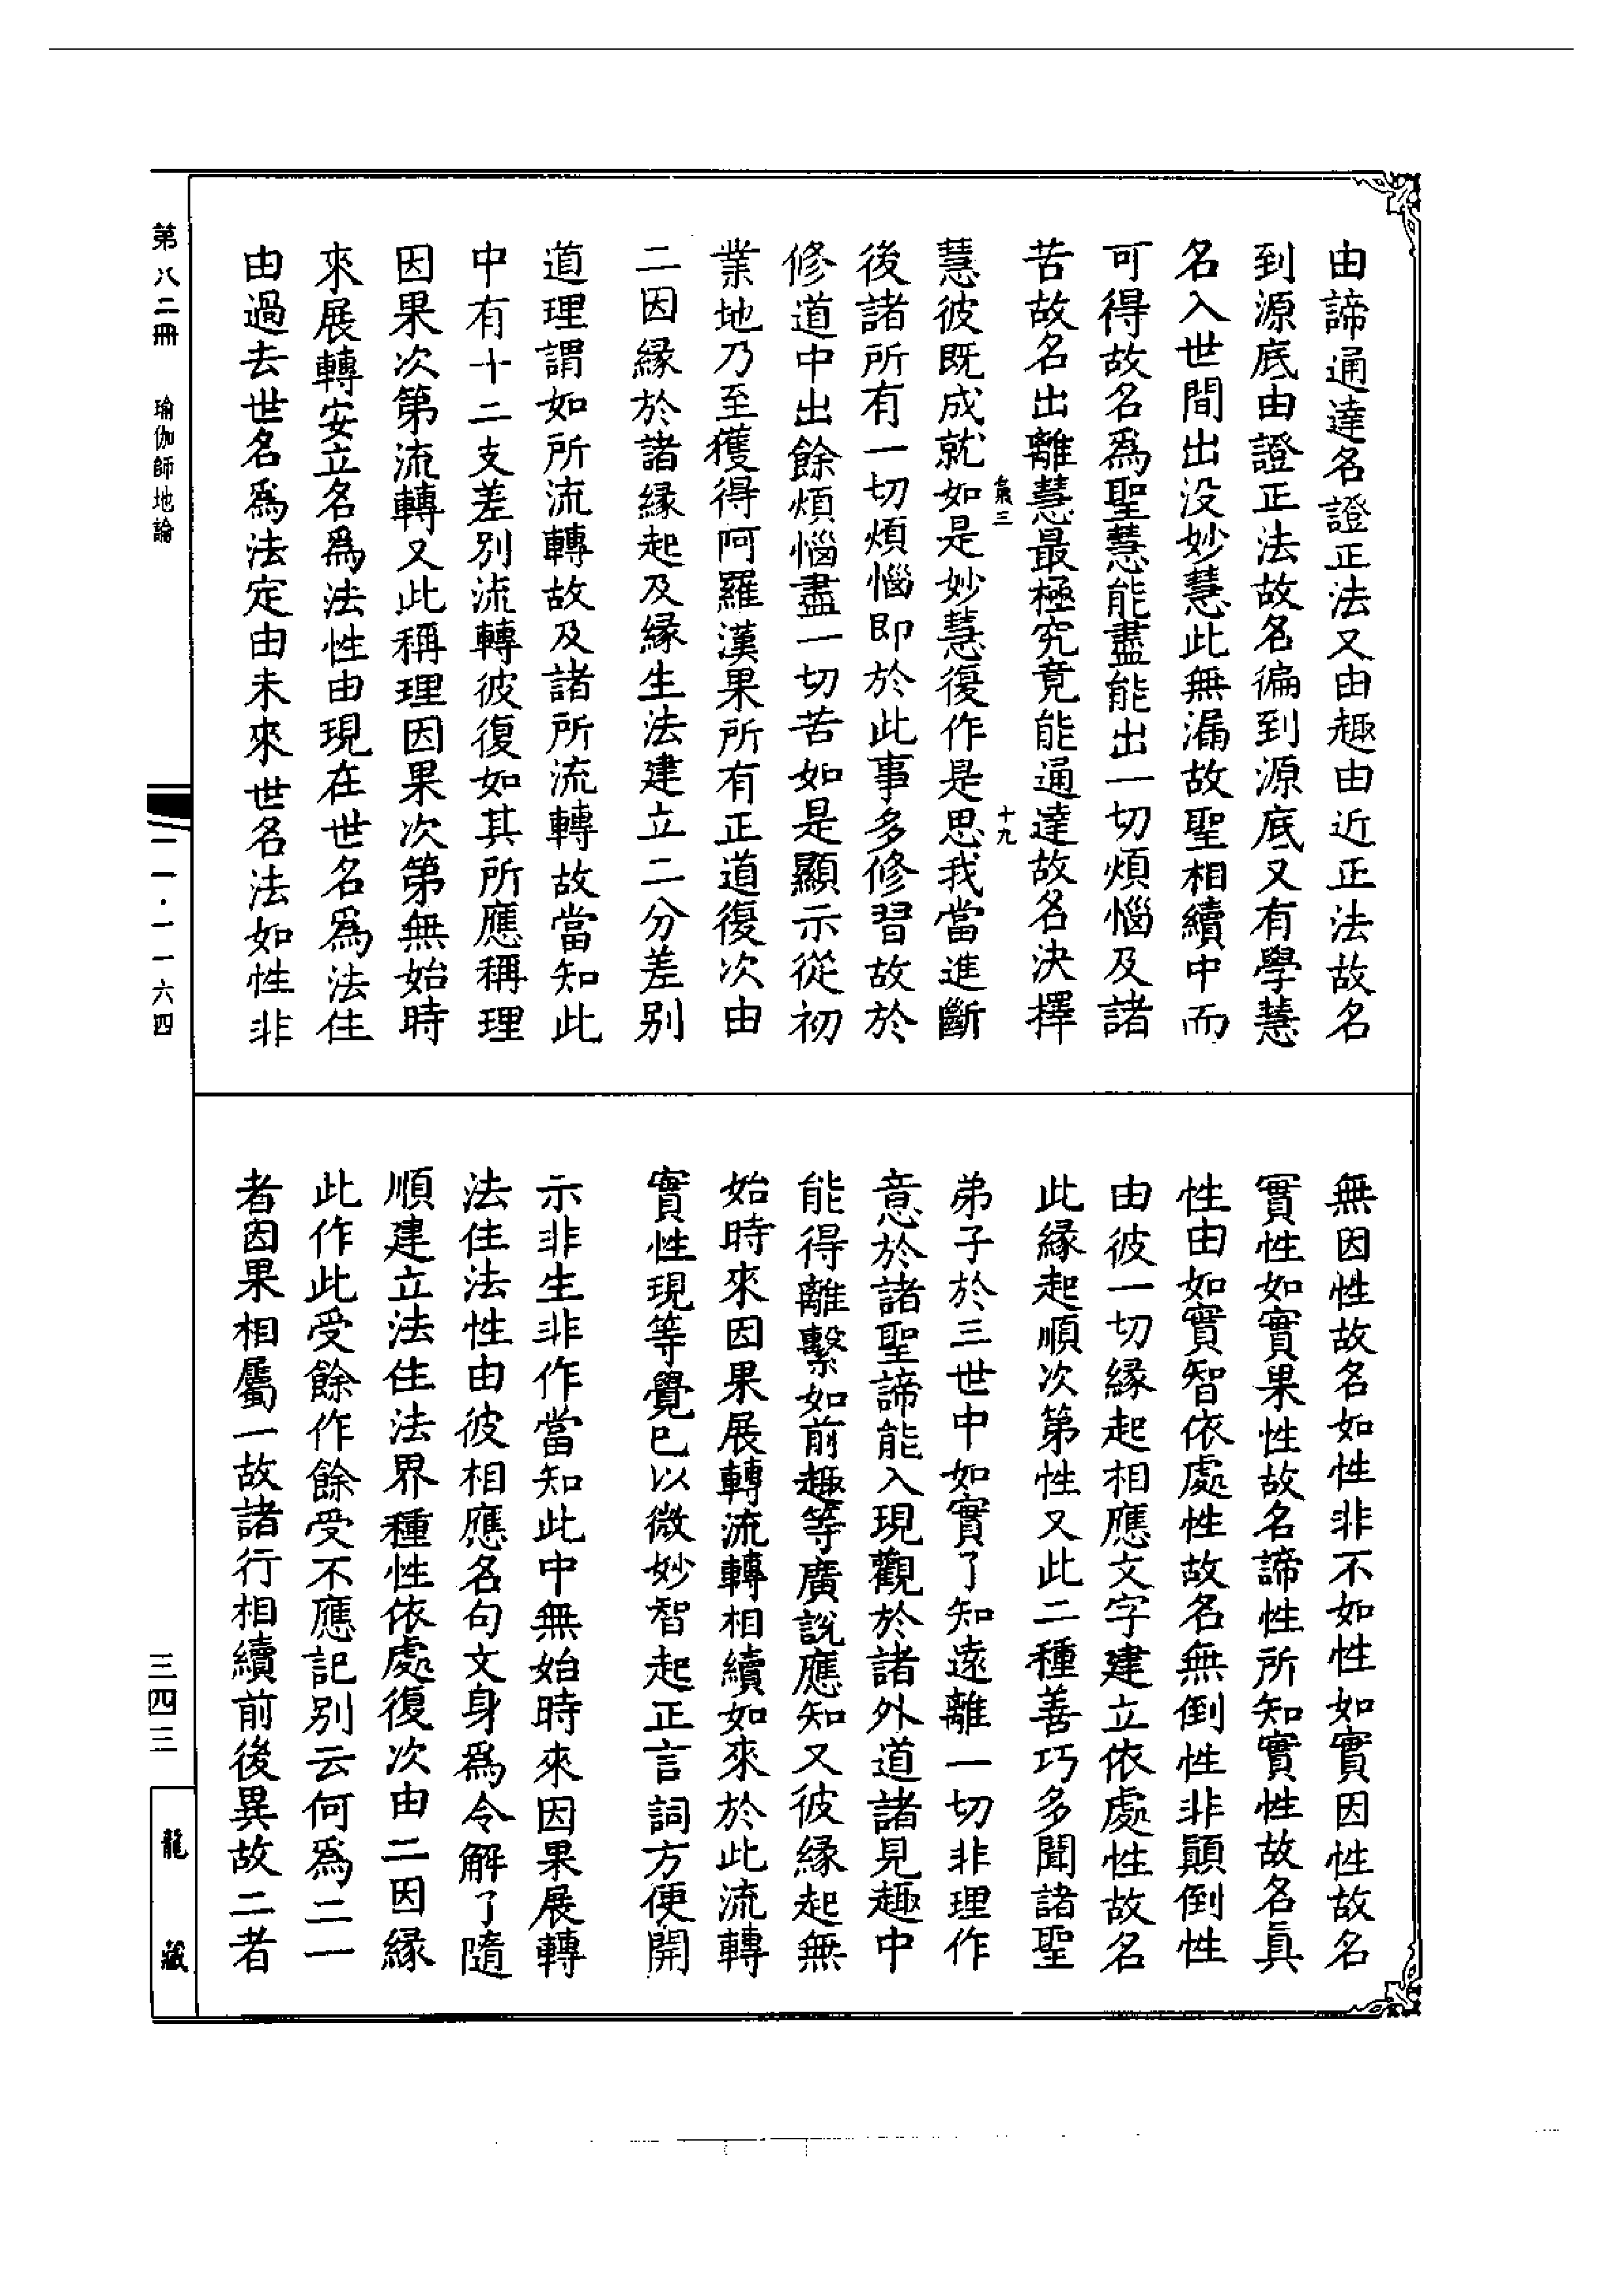 由諦通達名證正法又由趣由近正法故名
到源底由證正法故名徧到源底又有學慧
名入世間出没妙慧此無漏故聖相續中而
可得故名爲聖慧能盡能出一切煩惱及諸
苦故名出離慧最極究竟能通達故名決擇
十九
慧彼既成就如是妙慧復作是思我當進斷
後諸所有一切煩惱即於此事多修習故於
修道中出餘煩惱盡一切苦如是顯示從初
業地乃至獲得阿羅漢果所有正道復次由
二因緣於諸緣起及緣生法建立二分差別
道理謂如所流轉故及諸所流轉故當知此
中有十二支差別流轉彼復如其所應稱理
因果次第流轉又此稱理因果次第無始時
來展轉安立名爲法性由現在世名爲法住
由過去世名爲法定由未來世名法如性非
無因性故名如性非不如性如實因性故名
實性如實果性故名諦性所知實性故名真
性由如實智依處性故名無倒性非顛倒性
由彼一切緣起相應文字建立依處性故名
此緣起順次第性又此二種善巧多聞諸聖
弟子於三世中如實了知遠離一切非理作
意於諸聖諦能入現觀於諸外道諸見趣中
能得離繫如前趣等廣說應知又彼緣起無
始時來因果展轉流轉相續如來於此流轉
實性現等覺已以微妙智起正言詞方便開
示非生非作當知此中無始時來因果展轉
法住法性由彼相應名句文身爲令解了隨
順建立法住法界種性依處復次由二因緣
此作此受餘作餘受不應記別云何爲二一
者因果相屬一故諸行相續前後異故二者
第八二冊　瑜伽師地論
一一·一一六四
三四三
龍藏